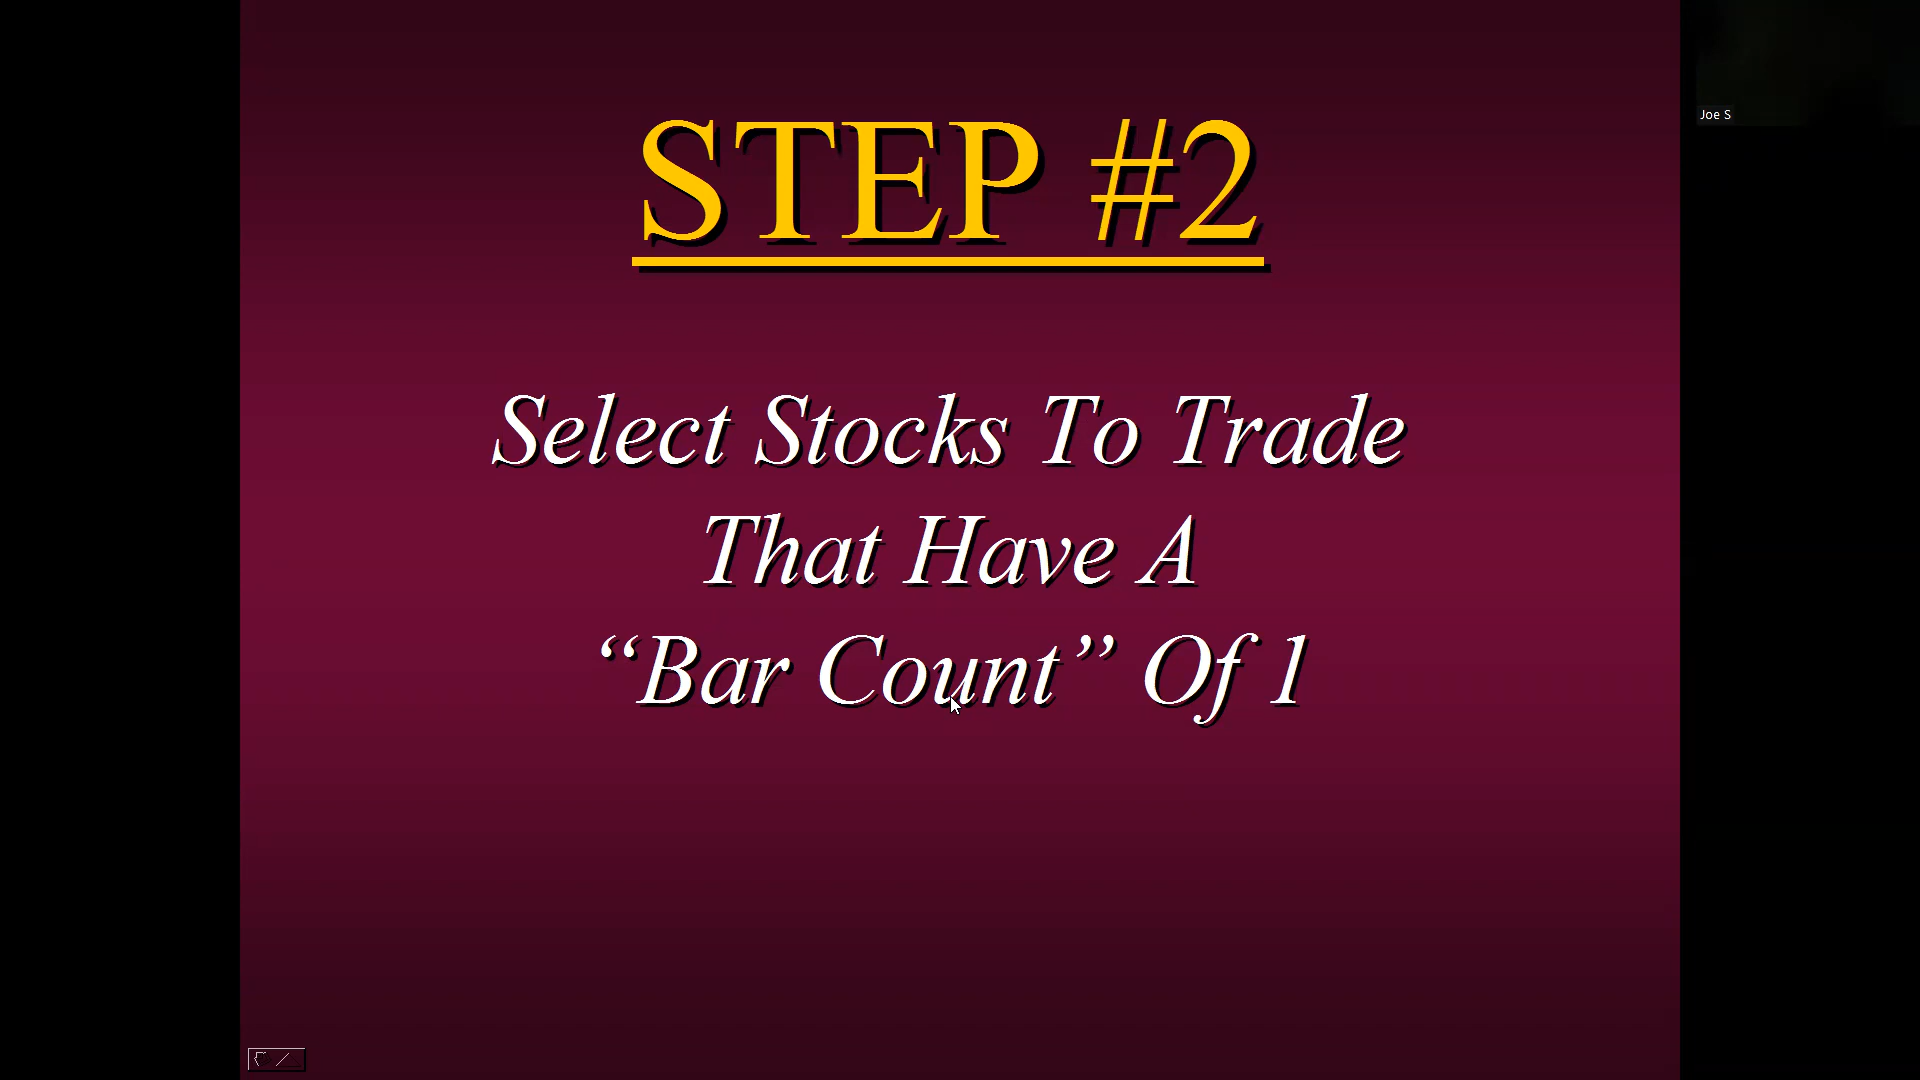 STEP #2
Select Stocks To Trade
That Have A
“Bar Count” Of 1
Joe S